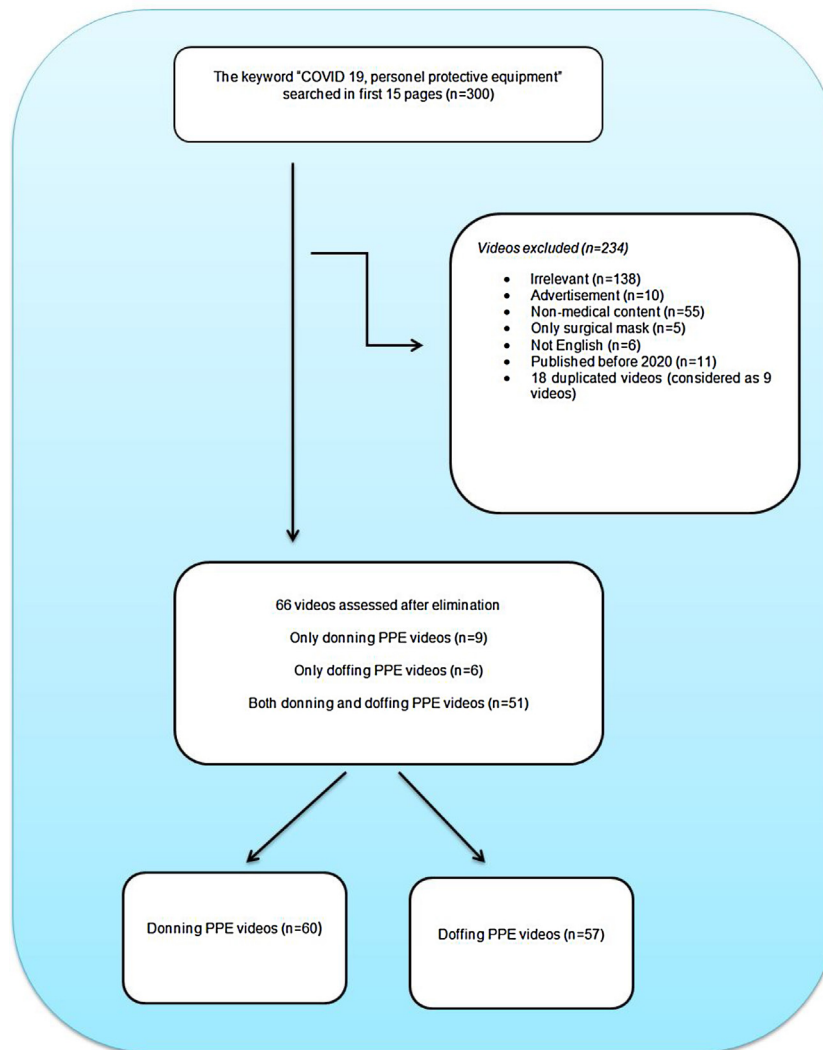 The keyword "COVID 19, personel protective equipment"
searched in first 15 pages (n=300)
Videos excluded (n=234)
• Irrelevant (n=138)
• Advertisement (n=10)
• Non-medical content (n=55)
• Only surgical mask (n=5)
• Not English (n=6)
• Published before 2020 (n=11)
• 18 duplicated videos (considered as 9
videos)
66 videos assessed after elimination
Only donning PPE videos (n=9)
Only doffing PPE videos (n=6)
Both donning and doffing PPE videos (n=51)
Donning PPE videos (n=60)
Doffing PPE videos (n=57)